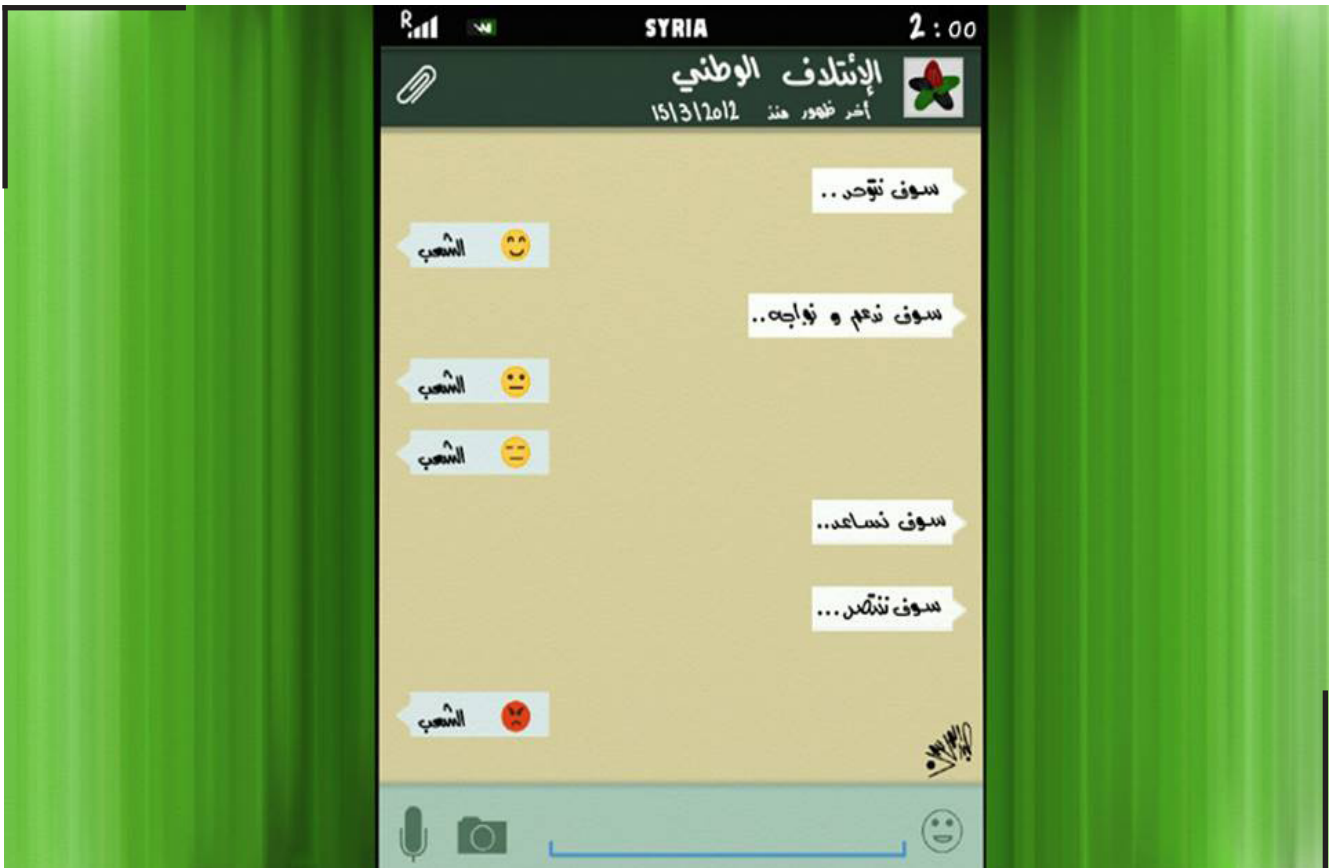 R SYRIA 2:00
الإئتلاف الوطني
أخر ظهور منذ 15/3/2012
سوف نتوحد..
الشعب
سوف ندعم و نواجه..
الشعب
الشعب
سوف نساعد..
سوف ننتصر...
الشعب